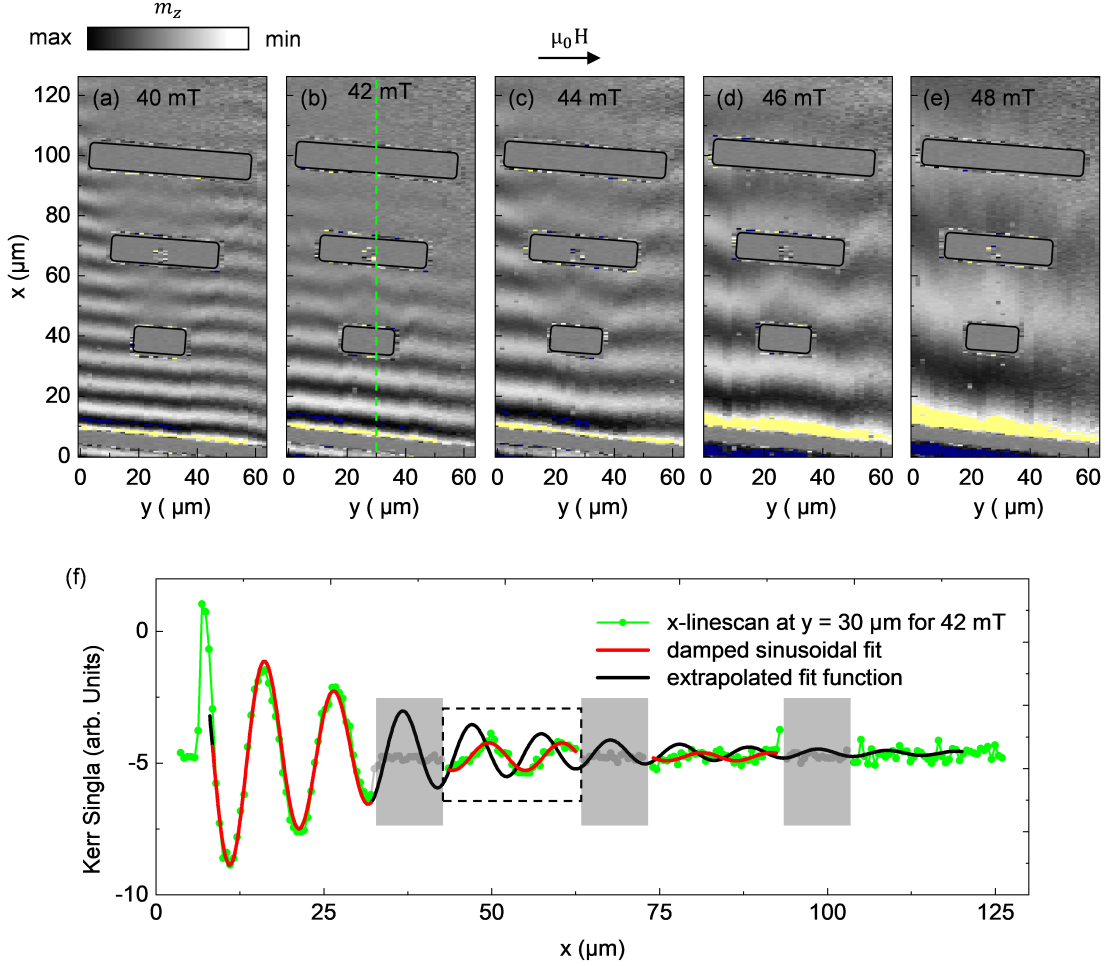 m_z
max min
μ₀H
(a) 40 mT (b) 42 mT (c) 44 mT (d) 46 mT (e) 48 mT
120
100
80
60
40
20
0
x (µm)
0 20 40 60 0 20 40 60 0 20 40 60 0 20 40 60 0 20 40 60
y ( µm) y ( µm) y ( µm) y ( µm) y ( µm)
(f)
0
-5
-10
Kerr Singla (arb. Units)
x-linescan at y = 30 µm for 42 mT
damped sinusoidal fit
extrapolated fit function
0 25 50 75 100 125
x (µm)